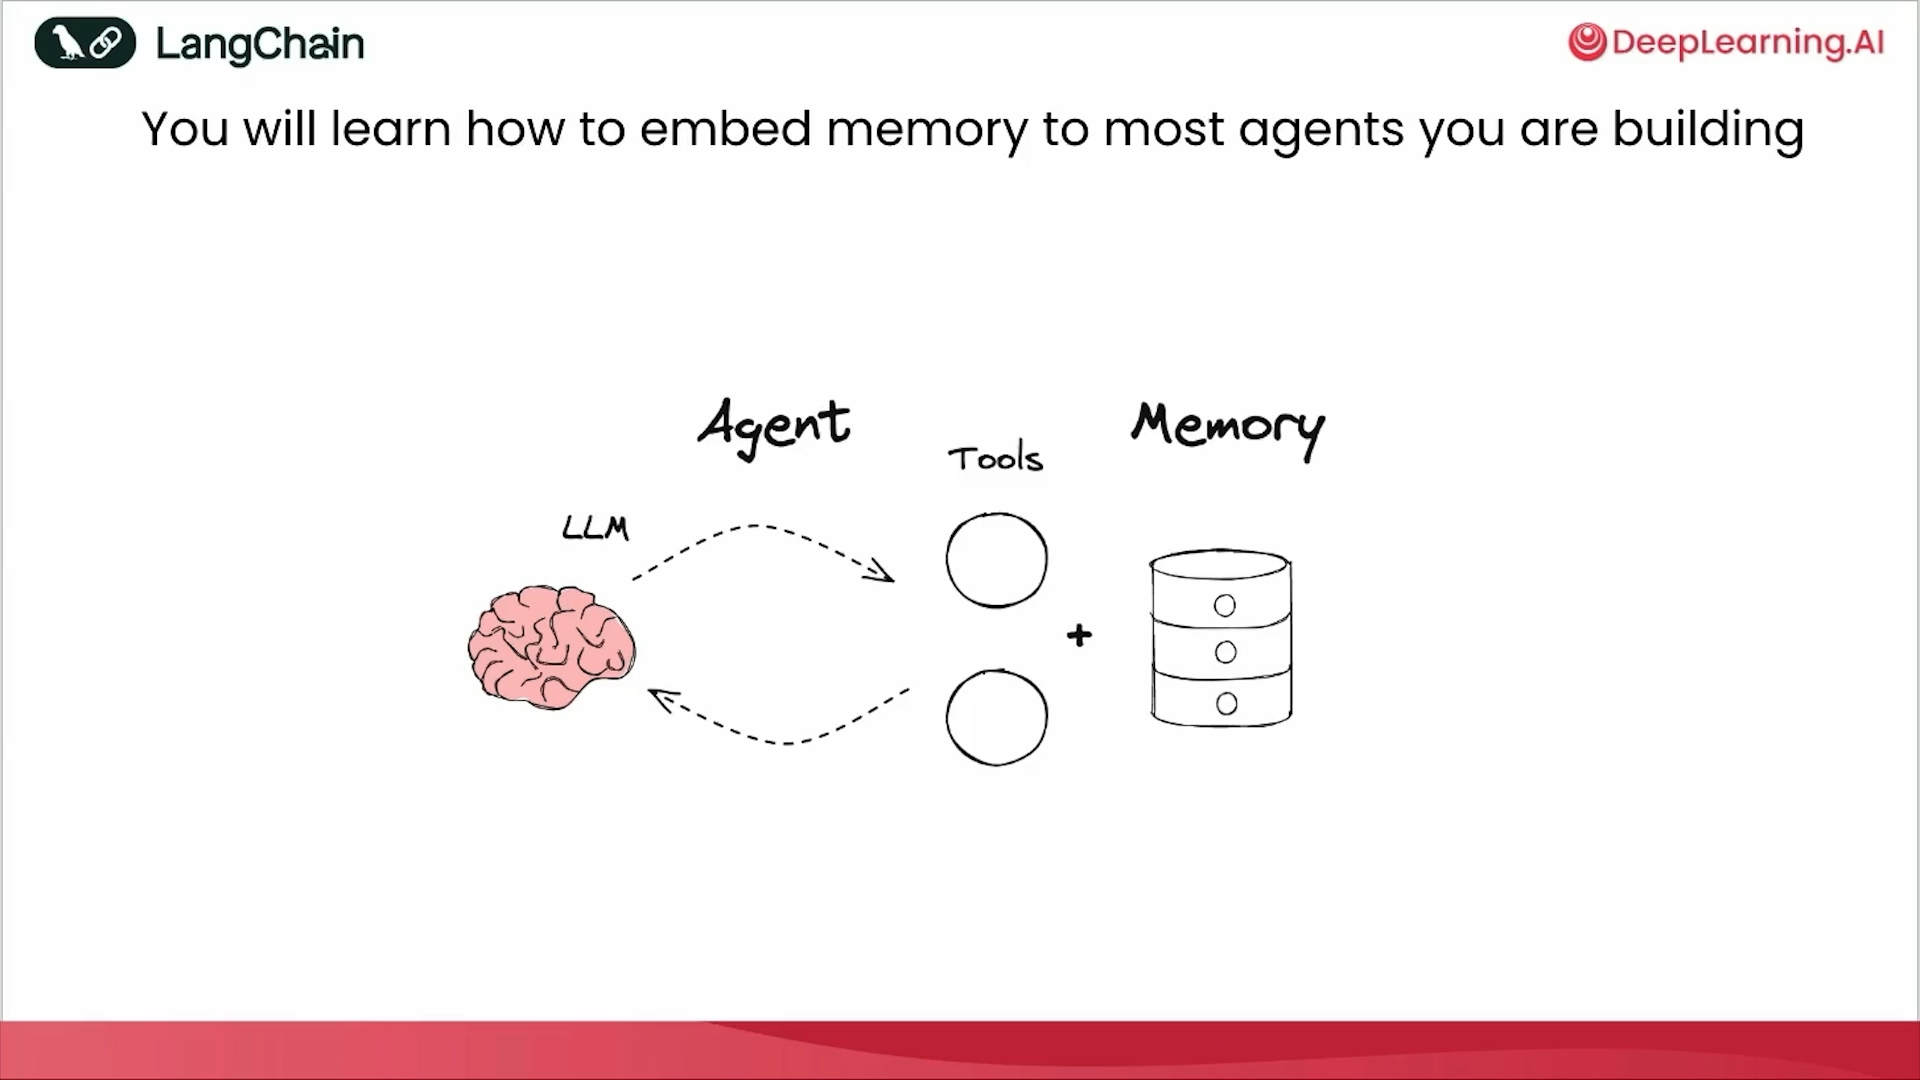 LangChain
DeepLearning.AI
You will learn how to embed memory to most agents you are building
Agent
Memory
Tools
LLM
+